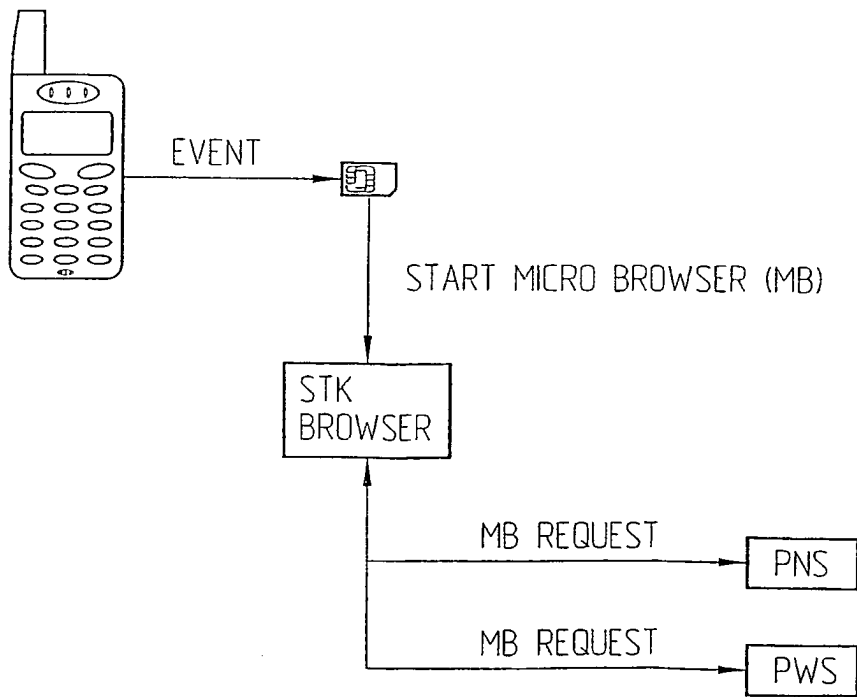 EVENT
START MICRO BROWSER (MB)
STK
BROWSER
MB REQUEST
PNS
MB REQUEST
PWS